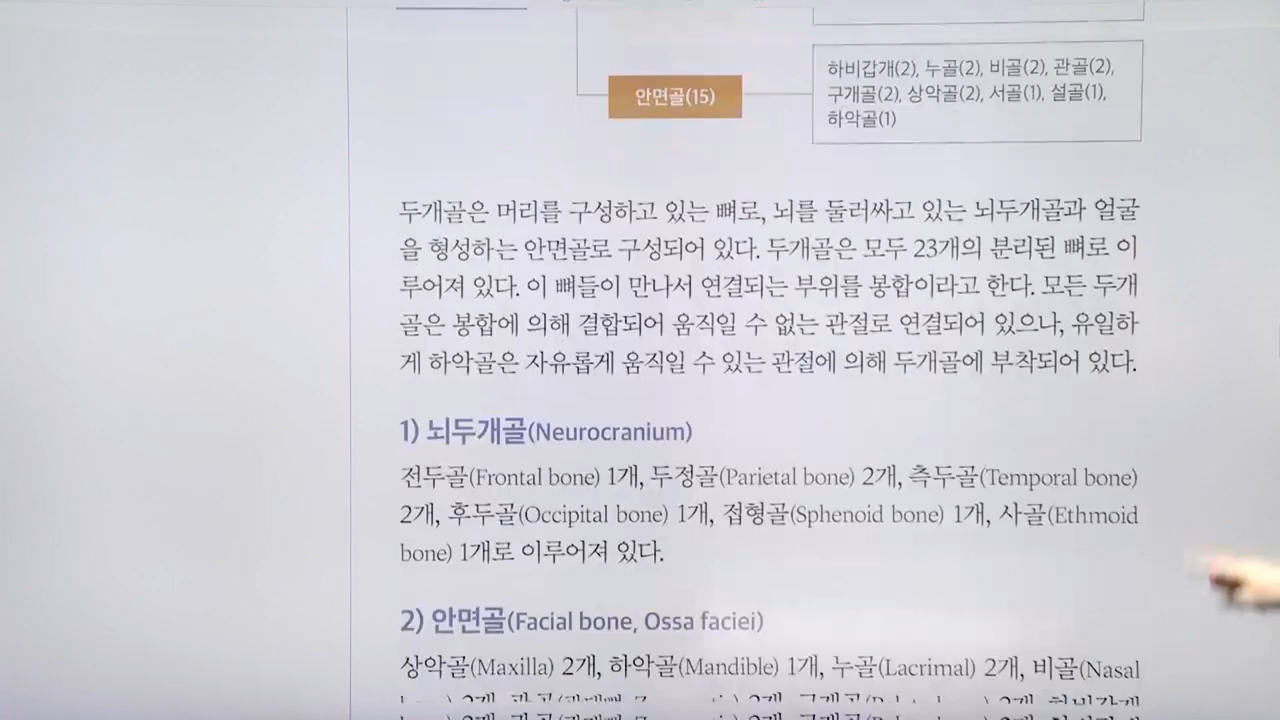 안면골(15)
하비갑개(2), 누골(2), 비골(2), 관골(2),
구개골(2), 상악골(2), 서골(1), 설골(1),
하악골(1)
두개골은 머리를 구성하고 있는 뼈로, 뇌를 둘러싸고 있는 뇌두개골과 얼굴
을 형성하는 안면골로 구성되어 있다. 두개골은 모두 23개의 분리된 뼈로 이
루어져 있다. 이 뼈들이 만나서 연결되는 부위를 봉합이라고 한다. 모든 두개
골은 봉합에 의해 결합되어 움직일 수 없는 관절로 연결되어 있으나, 유일하
게 하악골은 자유롭게 움직일 수 있는 관절에 의해 두개골에 부착되어 있다.
1) 뇌두개골(Neurocranium)
전두골(Frontal bone) 1개, 두정골(Parietal bone) 2개, 측두골(Temporal bone)
2개, 후두골(Occipital bone) 1개, 접형골(Sphenoid bone) 1개, 사골(Ethmoid
bone) 1개로 이루어져 있다.
2) 안면골(Facial bone, Ossa faciei)
상악골(Maxilla) 2개, 하악골(Mandible) 1개, 누골(Lacrimal) 2개, 비골(Nasal